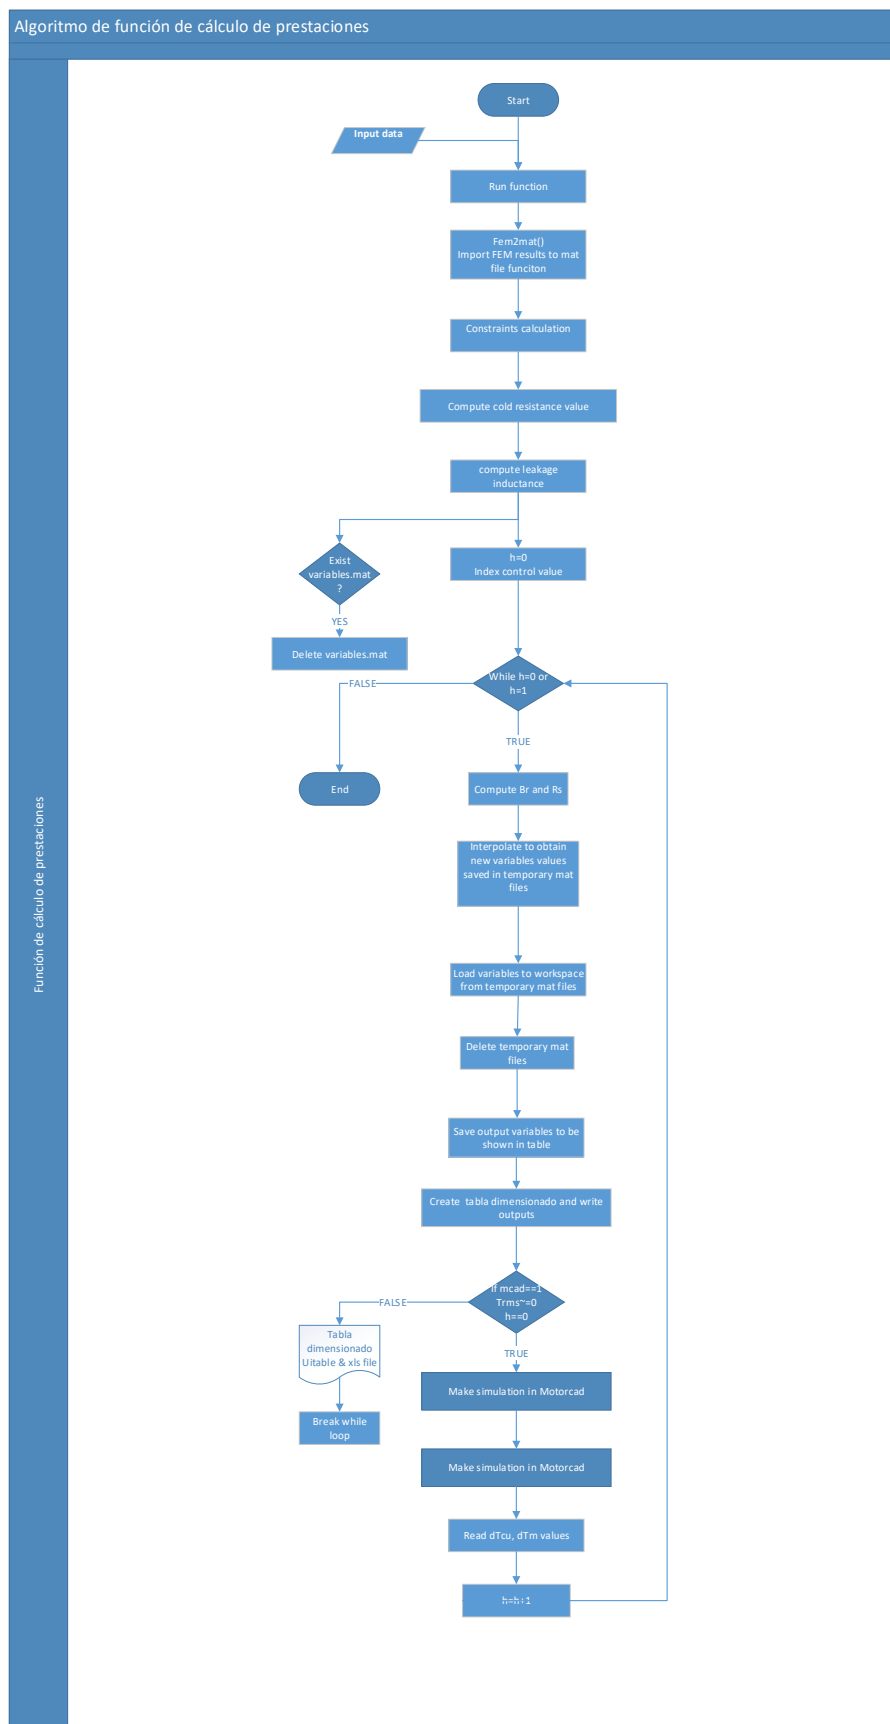 Algoritmo de función de cálculo de prestaciones
Función de cálculo de prestaciones
Start
Input data
Run function
Fem2mat()
Import FEM results to mat
file funciton
Constraints calculation
Compute cold resistance value
compute leakage
inductance
Exist
variables.mat
?
h=0
Index control value
YES
Delete variables.mat
While h=0 or
h=1
FALSE
TRUE
End
Compute Br and Rs
Interpolate to obtain
new variables values
saved in temporary mat
files
Load variables to workspace
from temporary mat files
Delete temporary mat
files
Save output variables to be
shown in table
Create  tabla dimensionado and write
outputs
If mcad==1
Trms~=0
h==0
FALSE
TRUE
Tabla
dimensionado
Uitable & xls file
Make simulation in Motorcad
Break while
loop
Make simulation in Motorcad
Read dTcu, dTm values
h=h+1